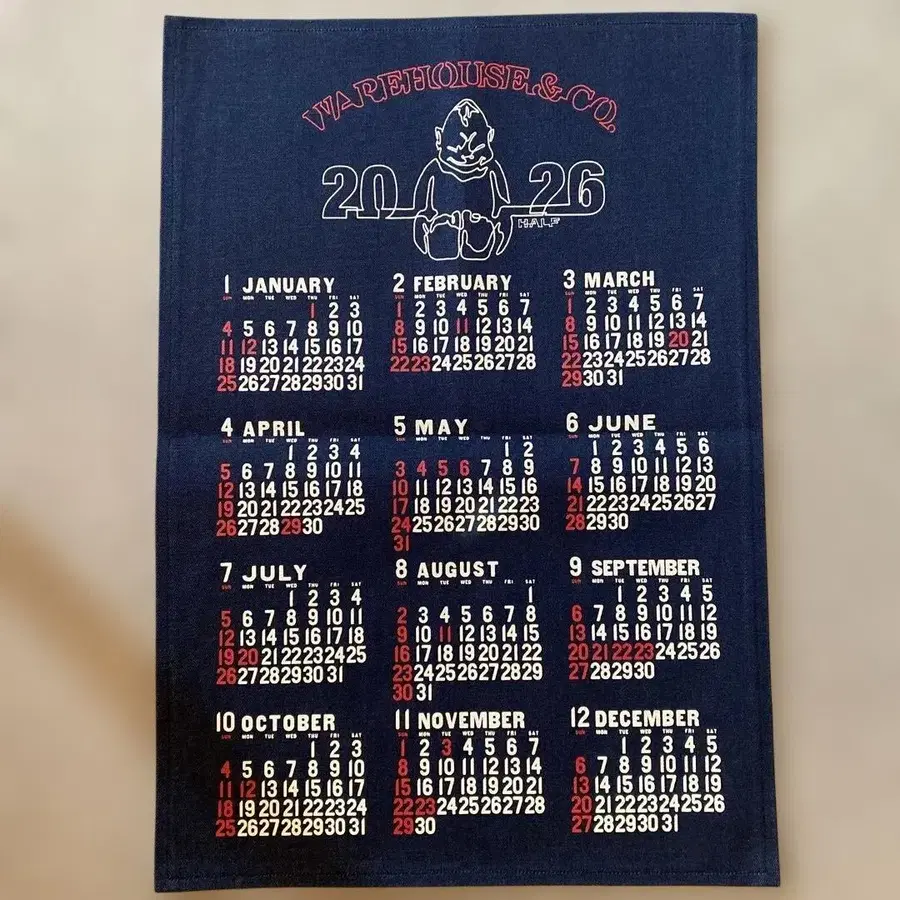 WAREHOUSE & CO.
2026
HALF
1 JANUARY
SUN MON TUE WED THU FRI SAT
1 2 3
4 5 6 7 8 9 10
11 12 13 14 15 16 17
18 19 20 21 22 23 24
25 26 27 28 29 30 31
2 FEBRUARY
SUN MON TUE WED THU FRI SAT
1 2 3 4 5 6 7
8 9 10 11 12 13 14
15 16 17 18 19 20 21
22 23 24 25 26 27 28
3 MARCH
SUN MON TUE WED THU FRI SAT
1 2 3 4 5 6 7
8 9 10 11 12 13 14
15 16 17 18 19 20 21
22 23 24 25 26 27 28
29 30 31
4 APRIL
SUN MON TUE WED THU FRI SAT
1 2 3 4
5 6 7 8 9 10 11
12 13 14 15 16 17 18
19 20 21 22 23 24 25
26 27 28 29 30
5 MAY
SUN MON TUE WED THU FRI SAT
1 2
3 4 5 6 7 8 9
10 11 12 13 14 15 16
17 18 19 20 21 22 23
24 25 26 27 28 29 30
31
6 JUNE
SUN MON TUE WED THU FRI SAT
1 2 3 4 5 6
7 8 9 10 11 12 13
14 15 16 17 18 19 20
21 22 23 24 25 26 27
28 29 30
7 JULY
SUN MON TUE WED THU FRI SAT
1 2 3 4
5 6 7 8 9 10 11
12 13 14 15 16 17 18
19 20 21 22 23 24 25
26 27 28 29 30 31
8 AUGUST
SUN MON TUE WED THU FRI SAT
1
2 3 4 5 6 7 8
9 10 11 12 13 14 15
16 17 18 19 20 21 22
23 24 25 26 27 28 29
30 31
9 SEPTEMBER
SUN MON TUE WED THU FRI SAT
1 2 3 4 5
6 7 8 9 10 11 12
13 14 15 16 17 18 19
20 21 22 23 24 25 26
27 28 29 30
10 OCTOBER
SUN MON TUE WED THU FRI SAT
1 2 3
4 5 6 7 8 9 10
11 12 13 14 15 16 17
18 19 20 21 22 23 24
25 26 27 28 29 30 31
11 NOVEMBER
SUN MON TUE WED THU FRI SAT
1 2 3 4 5 6 7
8 9 10 11 12 13 14
15 16 17 18 19 20 21
22 23 24 25 26 27 28
29 30
12 DECEMBER
SUN MON TUE WED THU FRI SAT
1 2 3 4 5
6 7 8 9 10 11 12
13 14 15 16 17 18 19
20 21 22 23 24 25 26
27 28 29 30 31